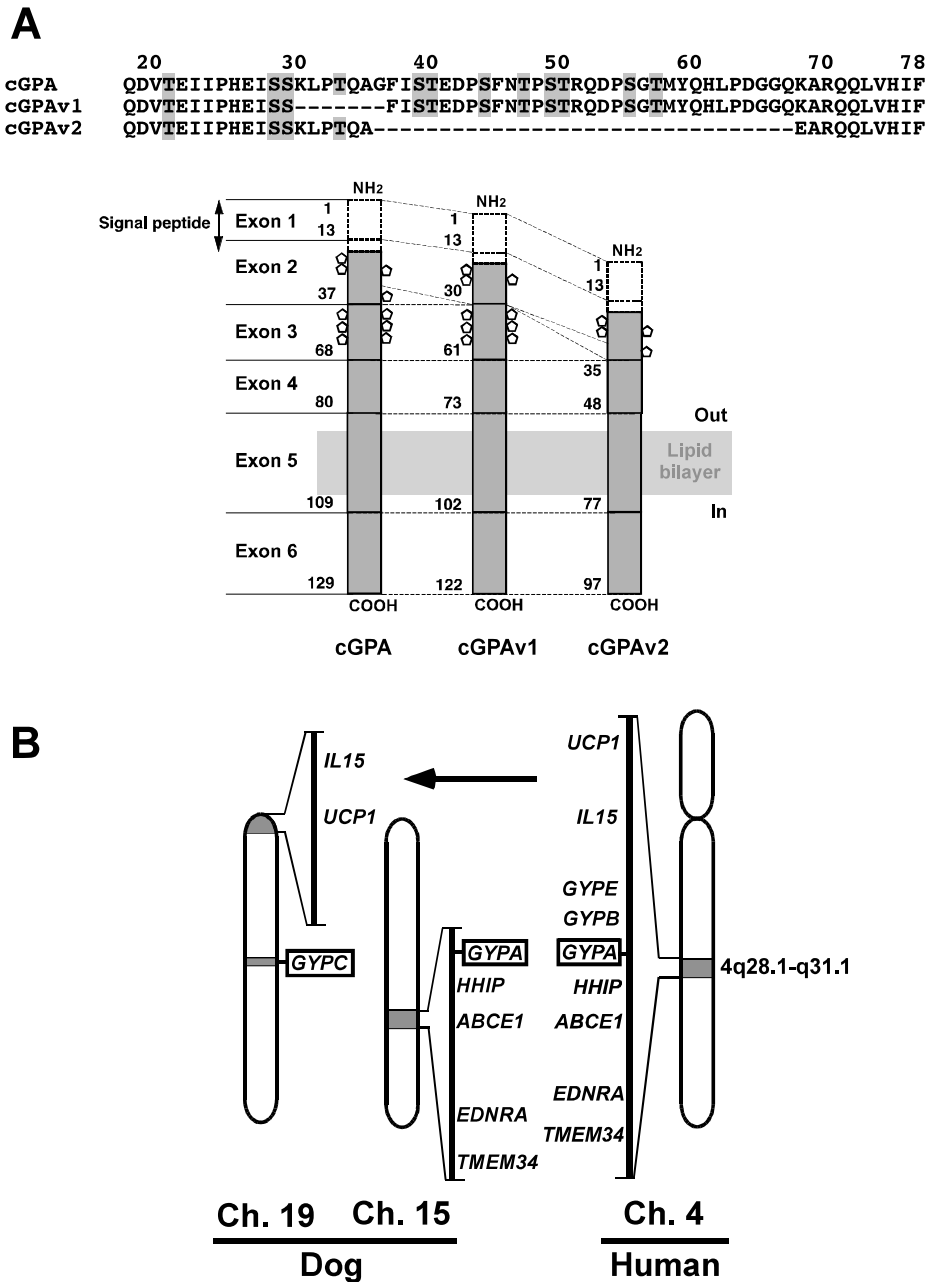 A
20 30 40 50 60 70 78
cGPA QDVTEIIPHEISSKLPTQAGFISTEDPSFNTPSTRQDPSGTMYQHLPDGGQKARQQLVHIF
cGPAv1 QDVTEIIPHEISS-------FISTEDPSFNTPSTRQDPSGTMYQHLPDGGQKARQQLVHIF
cGPAv2 QDVTEIIPHEISSKLPTQA--------------------------------EARQQLVHIF
NH2 NH2 NH2
Signal peptide
Exon 1 1 13 1 13 1 13
Exon 2 37 30
Exon 3 68 61 35
Exon 4 80 73 48
Out
Exon 5 109 102 77
Lipid
bilayer
In
Exon 6 129 122 97
COOH COOH COOH
cGPA cGPAv1 cGPAv2
B
IL15
UCP1
GYPC
GYPA
HHIP
ABCE1
EDNRA
TMEM34
UCP1
IL15
GYPE
GYPB
GYPA
HHIP
ABCE1
EDNRA
TMEM34
4q28.1-q31.1
Ch. 19 Ch. 15 Ch. 4
Dog Human